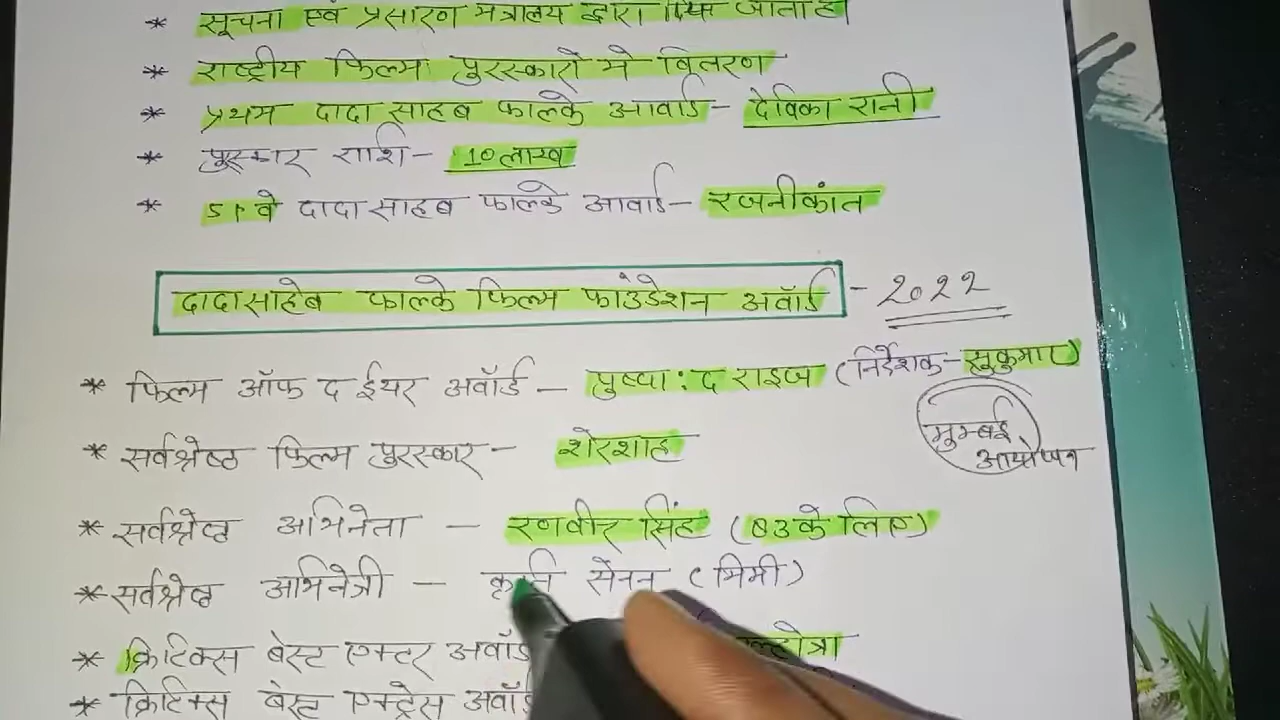 * सूचना एवं प्रसारण मंत्रालय द्वारा दिया जाता है
* राष्ट्रीय फिल्म पुरस्कारों में वितरण
* प्रथम दादा साहब फाल्के आवार्ड - देविका रानी
* पुरस्कार राशि - 10 लाख
* 51 वे दादा साहब फाल्के आवार्ड - रजनीकांत
दादासाहेब फाल्के फिल्म फांउडेशन अवॉर्ड - 2022
* फिल्म ऑफ द ईयर अवॉर्ड - पुष्पा : द राइज (निर्देशक - सुकुमार)
मुम्बई
आयोजन
* सर्वश्रेष्ठ फिल्म पुरस्कार - शेरशाह
* सर्वश्रेष्ठ अभिनेता - रणवीर सिंह (83 के लिए)
* सर्वश्रेष्ठ अभिनेत्री - कृति सेनन (मिमी)
* क्रिटिक्स बेस्ट एक्टर अवॉर्ड
* क्रिटिक्स बेस्ट एक्ट्रेस अवॉर्ड